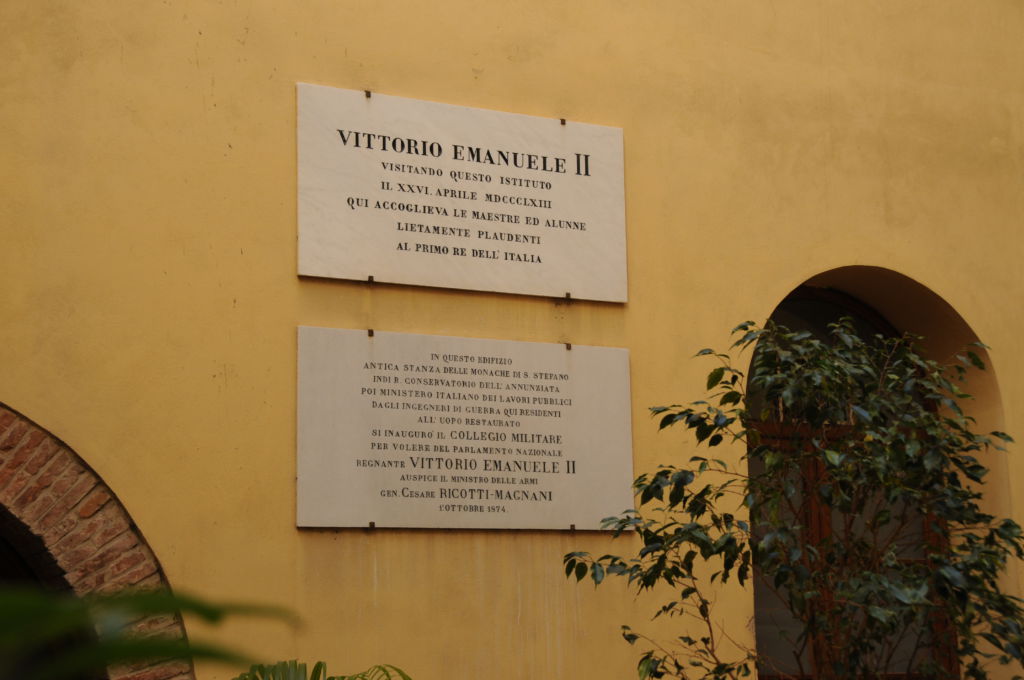 VITTORIO EMANUELE II
VISITANDO QUESTO ISTITUTO
IL XXVI. APRILE MDCCCLXIII
QUI ACCOGLIEVA LE MAESTRE ED ALUNNE
LIETAMENTE PLAUDENTI
AL PRIMO RE DELL' ITALIA
IN QUESTO EDIFIZIO
ANTICA STANZA DELLE MONACHE DI S. STEFANO
INDI R. CONSERVATORIO DELL' ANNUNZIATA
POI MINISTERO ITALIANO DEI LAVORI PUBBLICI
DAGLI INGEGNERI DI GUERRA QUI RESIDENTI
ALL' UOPO RESTAURATO
SI INAUGURO' IL COLLEGIO MILITARE
PER VOLERE DEL PARLAMENTO NAZIONALE
REGNANTE VITTORIO EMANUELE II
AUSPICE IL MINISTRO DELLE ARMI
GEN. CESARE RICOTTI-MAGNANI
1° OTTOBRE 1874.